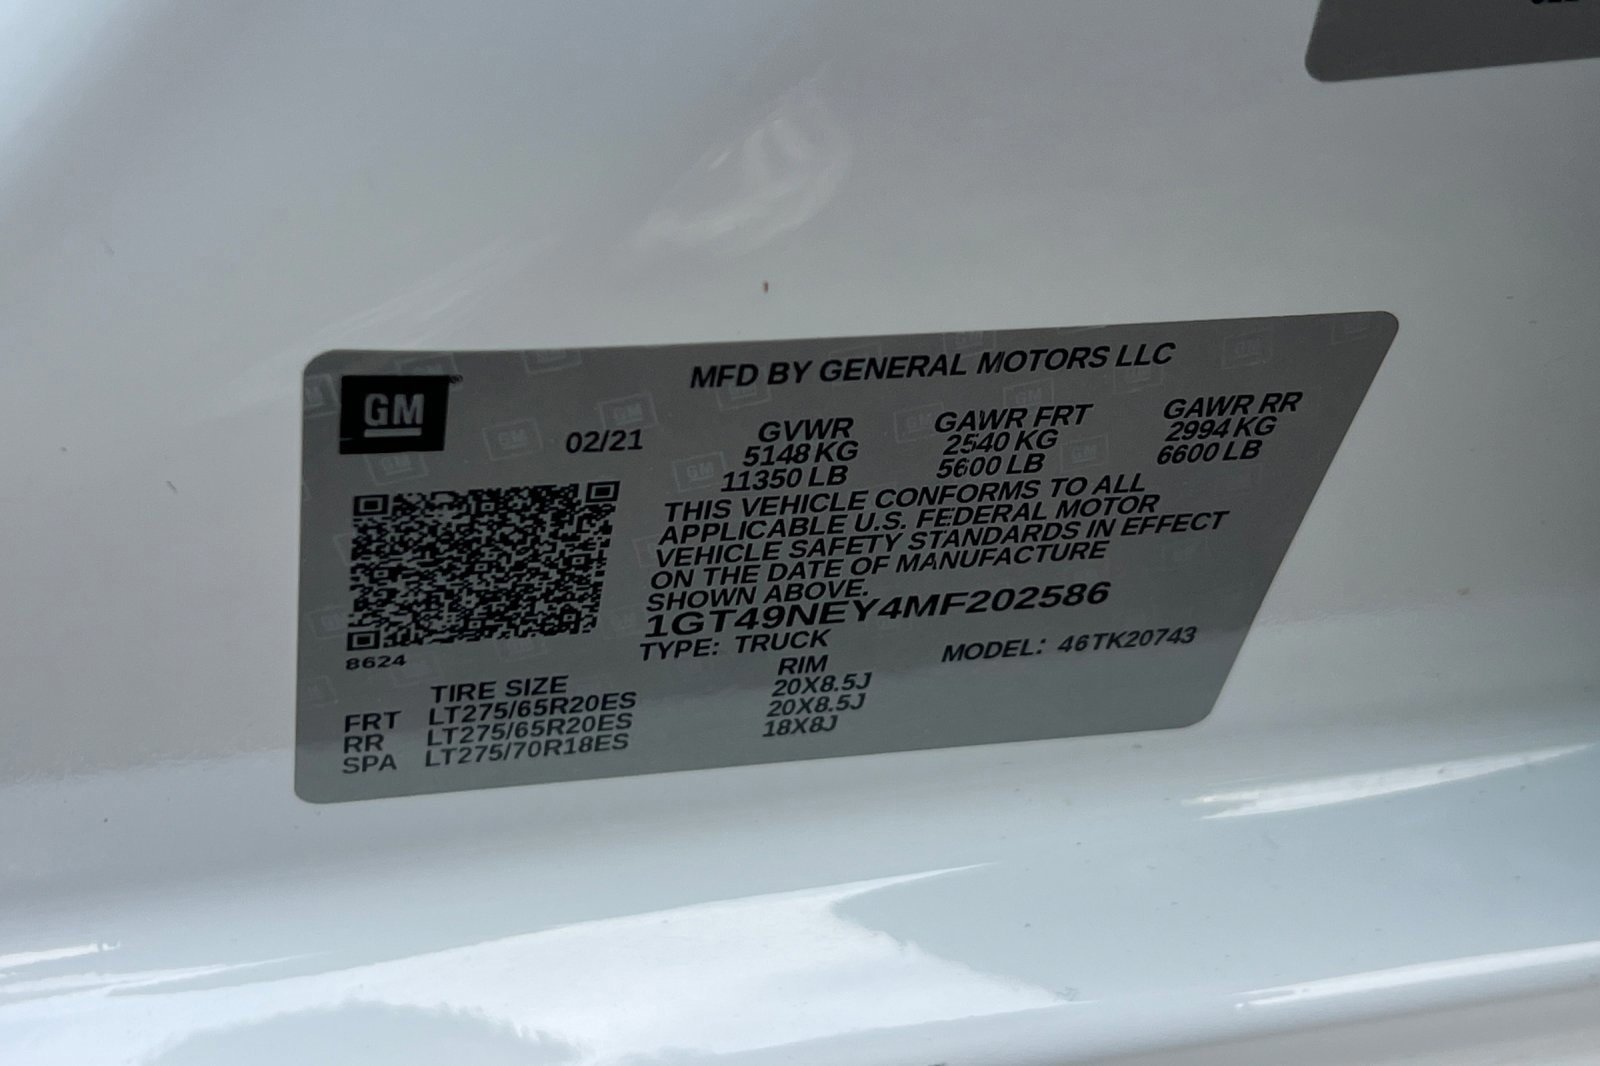 GM
MFD BY GENERAL MOTORS LLC
02/21
GVWR
5148 KG
11350 LB
GAWR FRT
2540 KG
5600 LB
GAWR RR
2994 KG
6600 LB
THIS VEHICLE CONFORMS TO ALL
APPLICABLE U.S. FEDERAL MOTOR
VEHICLE SAFETY STANDARDS IN EFFECT
ON THE DATE OF MANUFACTURE
SHOWN ABOVE.
1GT49NEY4MF202586
TYPE: TRUCK
MODEL: 46TK20743
8624
TIRE SIZE RIM
FRT LT275/65R20ES 20X8.5J
RR LT275/65R20ES 20X8.5J
SPA LT275/70R18ES 18X8J